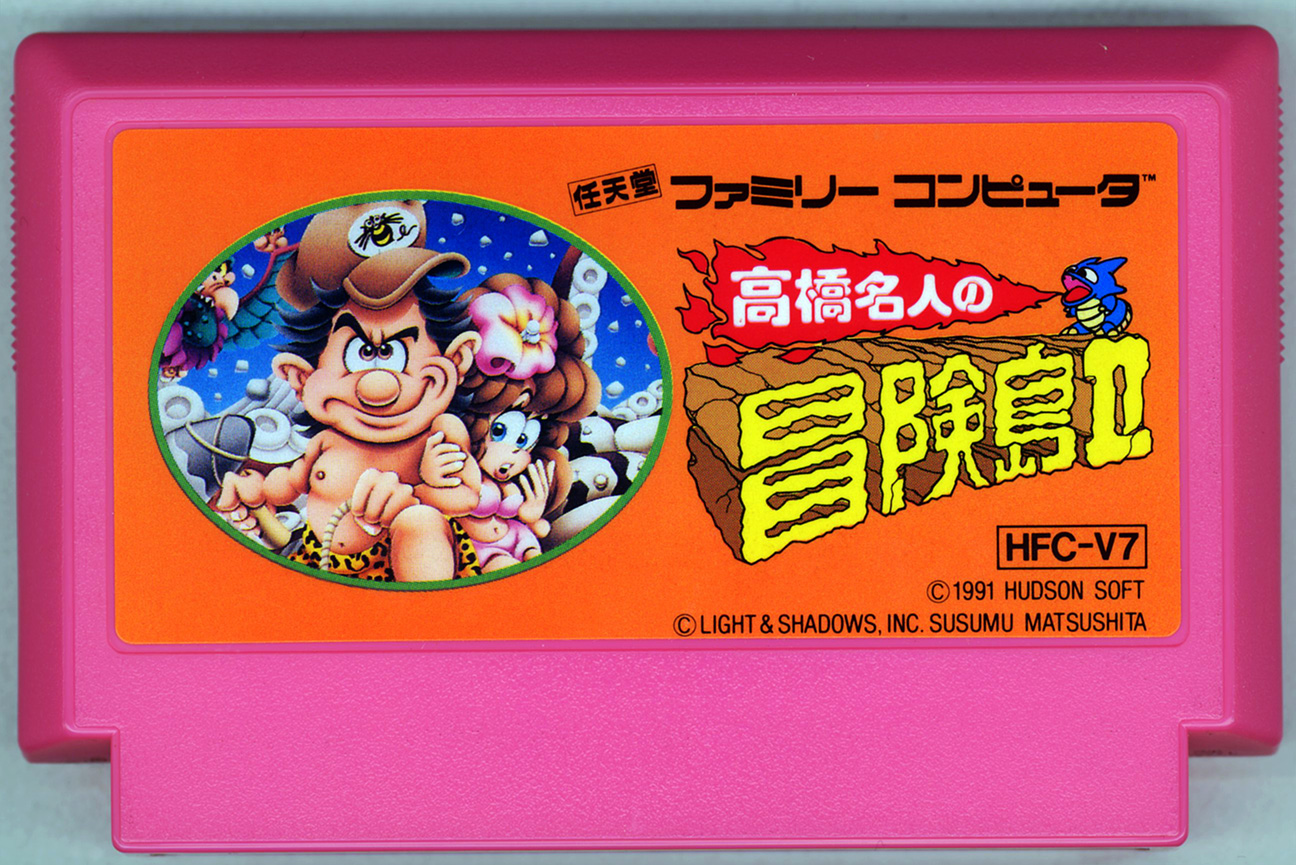 任天堂 ファミリー コンピュータ™
高橋名人の
冒険島II
HFC-V7
©1991 HUDSON SOFT
©LIGHT & SHADOWS, INC. SUSUMU MATSUSHITA